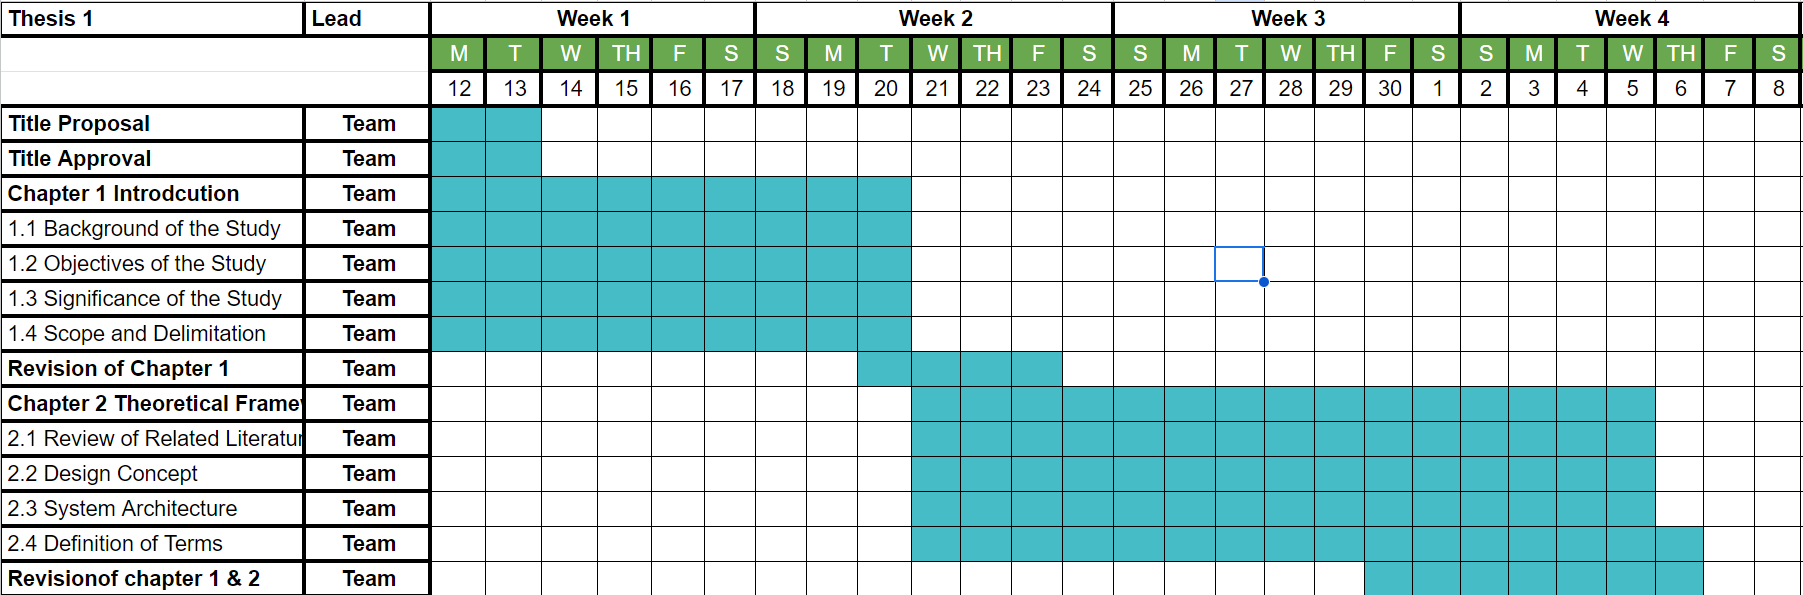 Thesis 1 Lead Week 1 Week 2 Week 3 Week 4
M T W TH F S S M T W TH F S S M T W TH F S S M T W TH F S
12 13 14 15 16 17 18 19 20 21 22 23 24 25 26 27 28 29 30 1 2 3 4 5 6 7 8
Title Proposal Team
Title Approval Team
Chapter 1 Introdcution Team
1.1 Background of the Study Team
1.2 Objectives of the Study Team
1.3 Significance of the Study Team
1.4 Scope and Delimitation Team
Revision of Chapter 1 Team
Chapter 2 Theoretical Frame Team
2.1 Review of Related Literatur Team
2.2 Design Concept Team
2.3 System Architecture Team
2.4 Definition of Terms Team
Revisionof chapter 1 & 2 Team